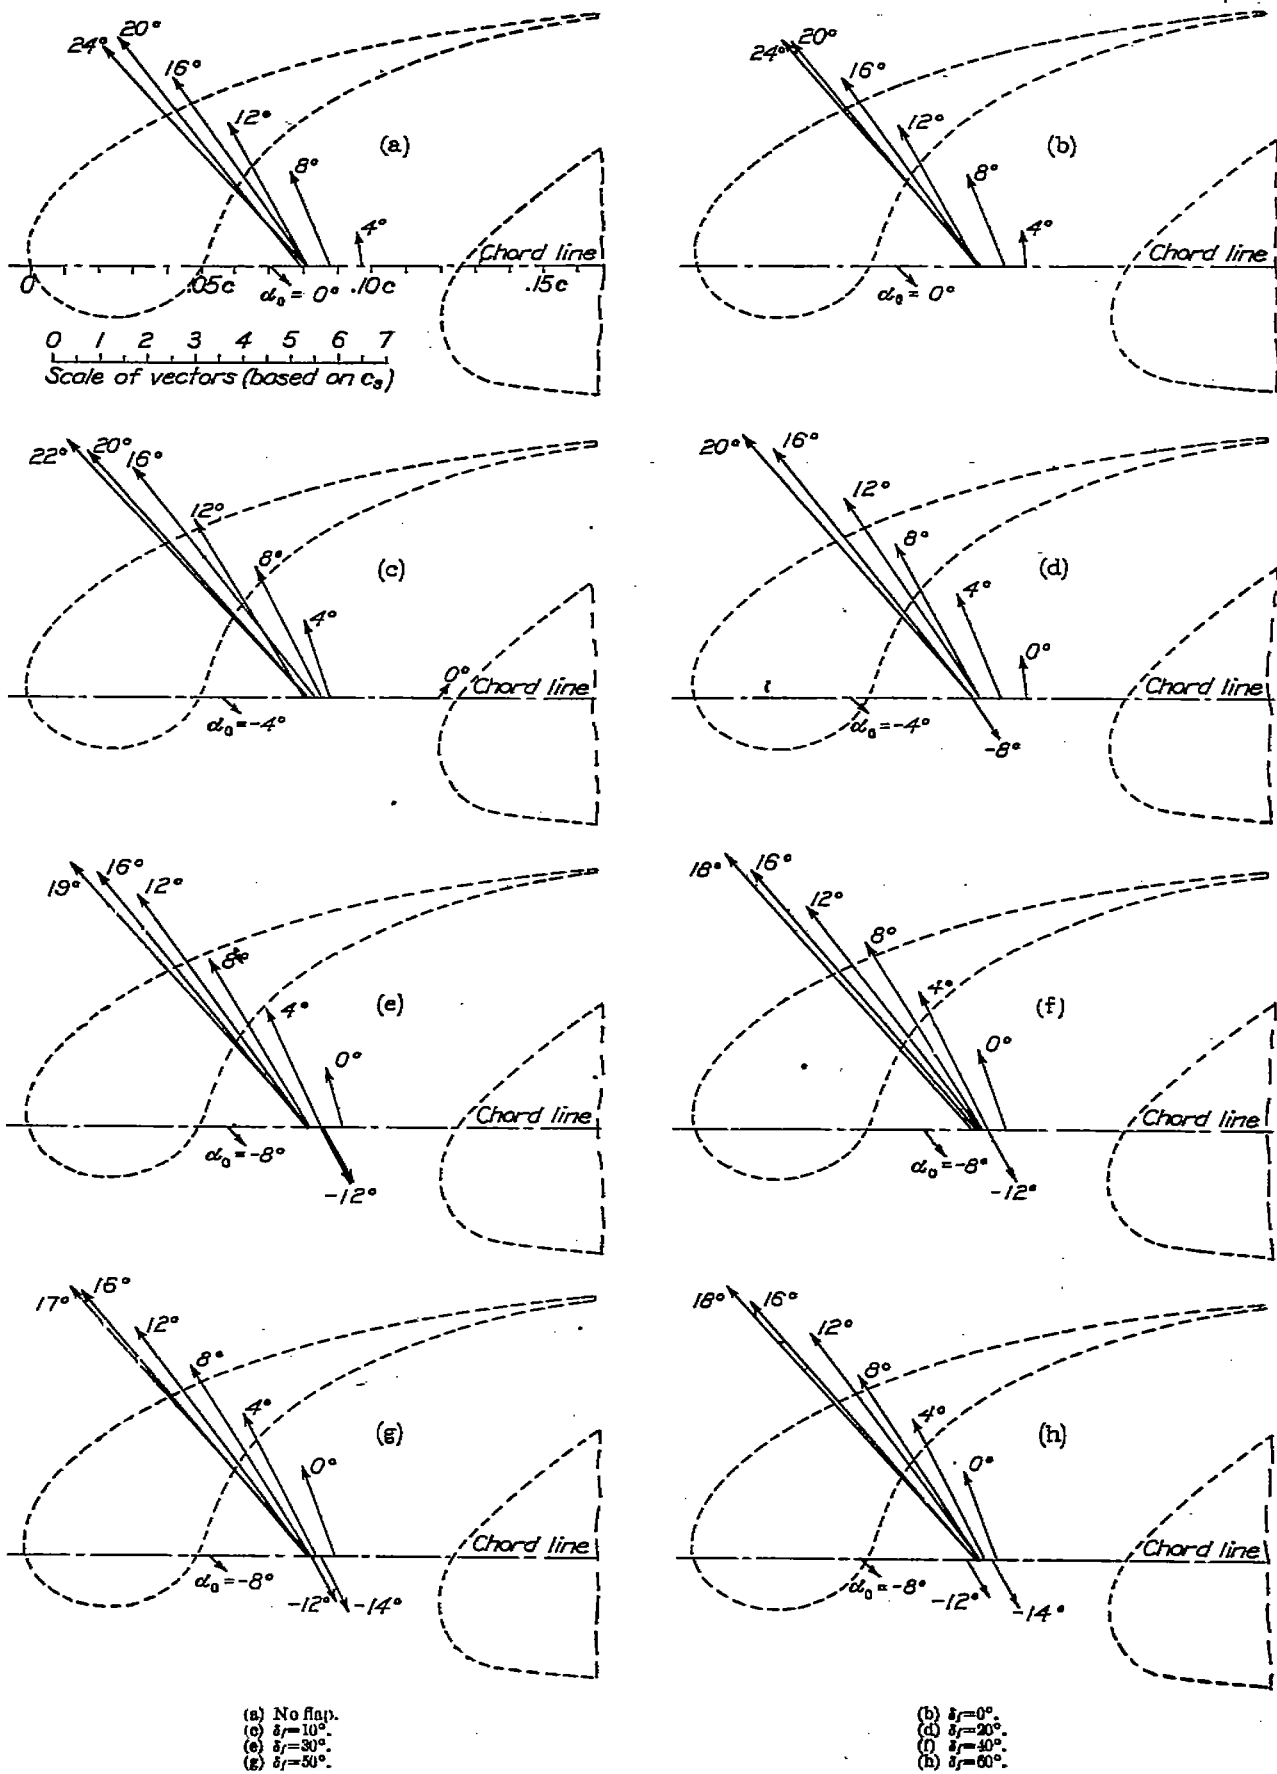 20°
24°
16°
12°
(a)
8°
4°
Chord line
0
.05c
α₀ = 0°
.10c
.15c
0 1 2 3 4 5 6 7
Scale of vectors (based on cₛ)
20°
24°
16°
12°
(b)
8°
4°
Chord line
α₀ = 0°
20°
22°
16°
12°
8°
(c)
4°
0°
Chord line
α₀=-4°
20°
16°
12°
8°
(d)
4°
0°
Chord line
α₀=-4°
-8°
16°
19°
12°
8°
4°
(e)
0°
Chord line
α₀=-8°
-12°
18°
16°
12°
8°
4°
(f)
0°
Chord line
α₀=-8°
-12°
16°
17°
12°
8°
4°
(g)
0°
Chord line
α₀=-8°
-12°
-14°
18°
16°
12°
8°
4°
(h)
0°
Chord line
α₀=-8°
-12°
-14°
(a) No flap.
(c) δf=10°.
(e) δf=30°.
(g) δf=50°.
(b) δf=0°.
(d) δf=20°.
(f) δf=40°.
(h) δf=60°.